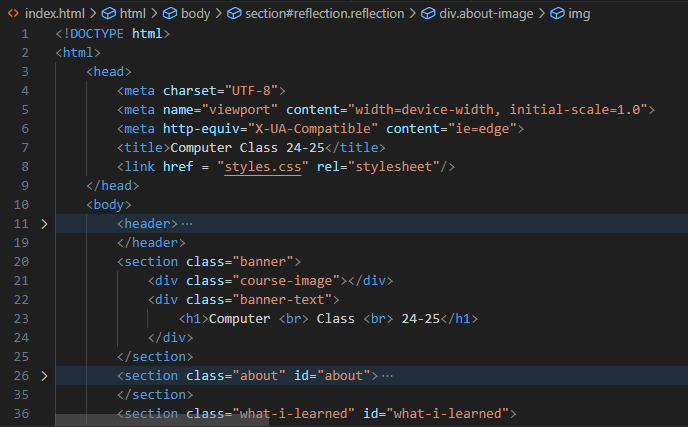 index.html > html > body > section#reflection.reflection > div.about-image > img
1 <!DOCTYPE html>
2 <html>
3 <head>
4 <meta charset="UTF-8">
5 <meta name="viewport" content="width=device-width, initial-scale=1.0">
6 <meta http-equiv="X-UA-Compatible" content="ie=edge">
7 <title>Computer Class 24-25</title>
8 <link href = "styles.css" rel="stylesheet"/>
9 </head>
10 <body>
11 <header>…
19 </header>
20 <section class="banner">
21 <div class="course-image"></div>
22 <div class="banner-text">
23 <h1>Computer <br> Class <br> 24-25</h1>
24 </div>
25 </section>
26 <section class="about" id="about">…
35 </section>
36 <section class="what-i-learned" id="what-i-learned">